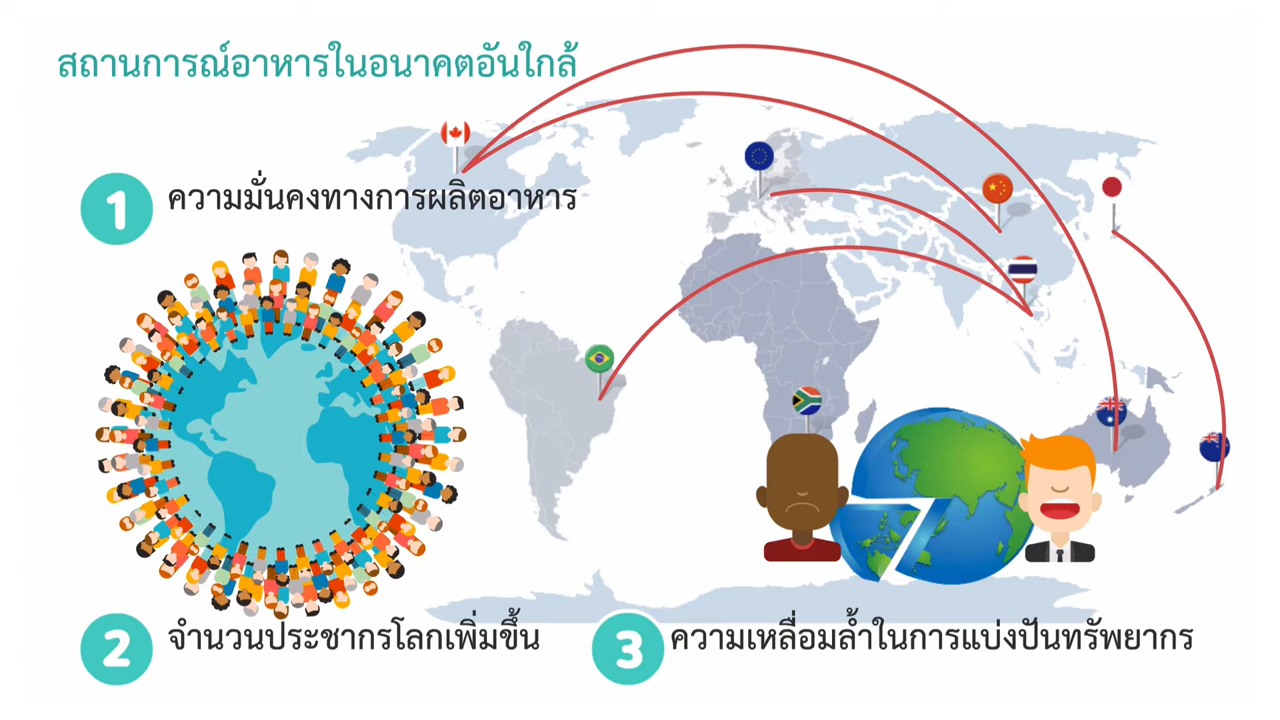 สถานการณ์อาหารในอนาคตอันใกล้
1 ความมั่นคงทางการผลิตอาหาร
2 จำนวนประชากรโลกเพิ่มขึ้น
3 ความเหลื่อมล้ำในการแบ่งปันทรัพยากร